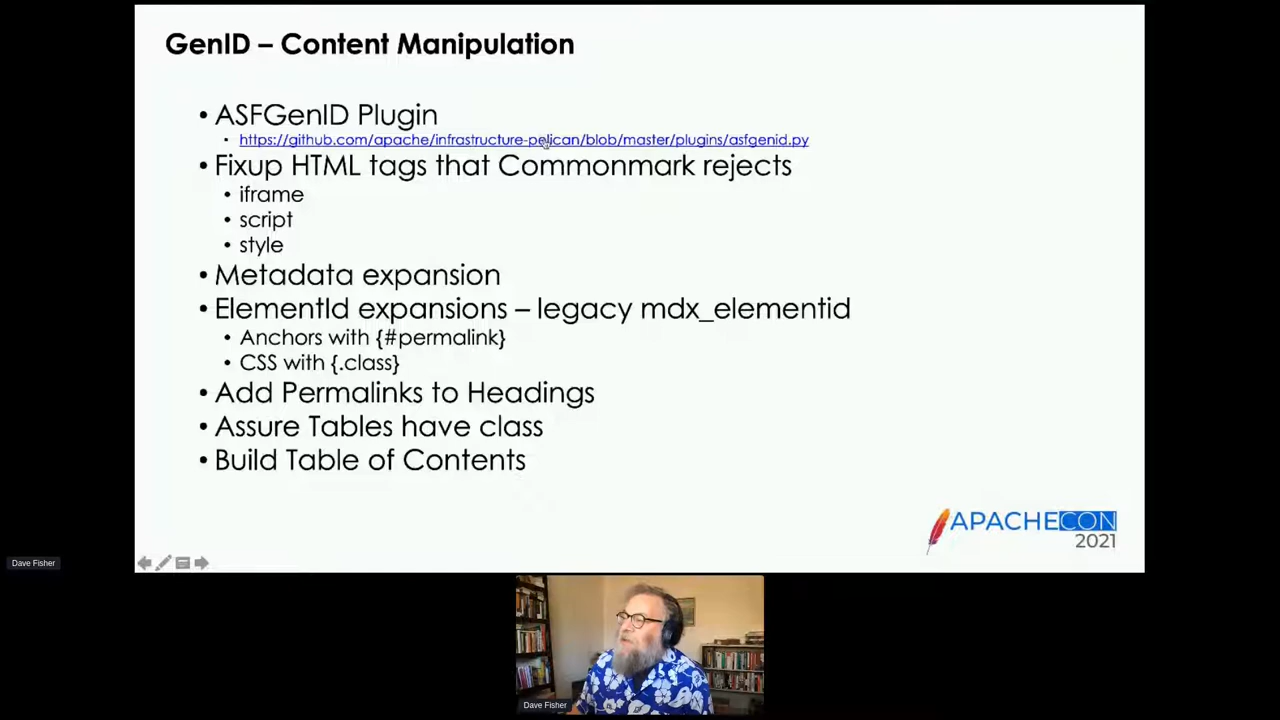 GenID – Content Manipulation
• ASFGenID Plugin
• https://github.com/apache/infrastructure-pelican/blob/master/plugins/asfgenid.py
• Fixup HTML tags that Commonmark rejects
• iframe
• script
• style
• Metadata expansion
• ElementId expansions – legacy mdx_elementid
• Anchors with {#permalink}
• CSS with {.class}
• Add Permalinks to Headings
• Assure Tables have class
• Build Table of Contents
APACHECON
2021
Dave Fisher
Dave Fisher